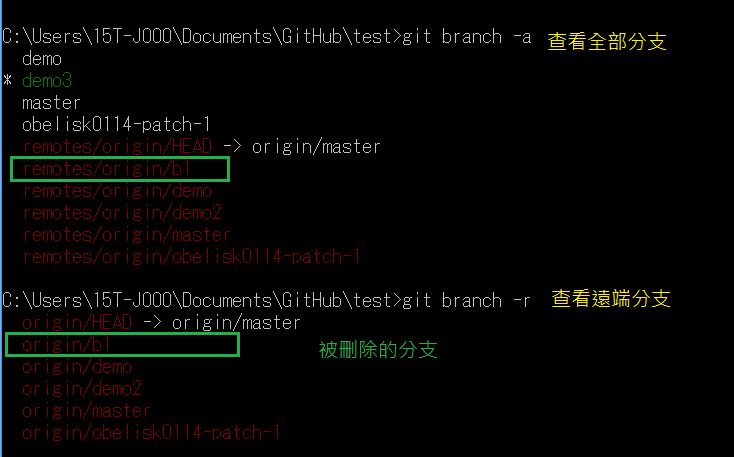 C:\Users\15T-J000\Documents\GitHub\test>git branch -a 查看全部分支
demo
* demo3
master
obelisk0114-patch-1
remotes/origin/HEAD -> origin/master
remotes/origin/b1
remotes/origin/demo
remotes/origin/demo2
remotes/origin/master
remotes/origin/obelisk0114-patch-1
C:\Users\15T-J000\Documents\GitHub\test>git branch -r 查看遠端分支
origin/HEAD -> origin/master
origin/b1 被刪除的分支
origin/demo
origin/demo2
origin/master
origin/obelisk0114-patch-1